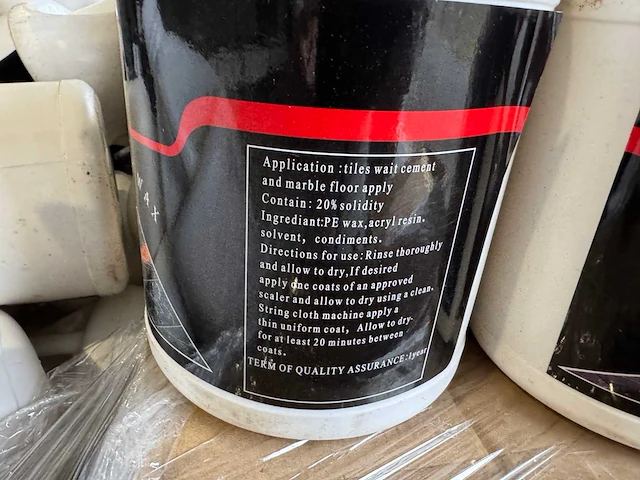 WAX
Application :tiles wait cement
and marble floor apply
Contain: 20% solidity
Ingrediant:PE wax,acryl resin.
solvent, condiments.
Directions for use:Rinse thoroughly
and allow to dry,If desired
apply one coats of an approved
scaler and allow to dry using a clean.
String cloth machine apply a
thin uniform coat, Allow to dry-
for at least 20 minutes between
coats.
TERM OF QUALITY ASSURANCE:1year